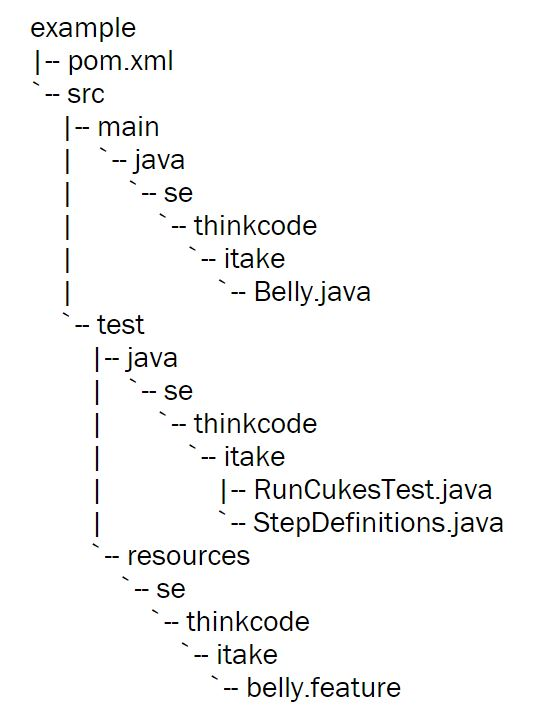 example
|-- pom.xml
`-- src
    |-- main
    |   `-- java
    |       `-- se
    |           `-- thinkcode
    |               `-- itake
    |                   `-- Belly.java
    `-- test
        |-- java
        |   `-- se
        |       `-- thinkcode
        |           `-- itake
        |               |-- RunCukesTest.java
        |               `-- StepDefinitions.java
        `-- resources
            `-- se
                `-- thinkcode
                    `-- itake
                        `-- belly.feature